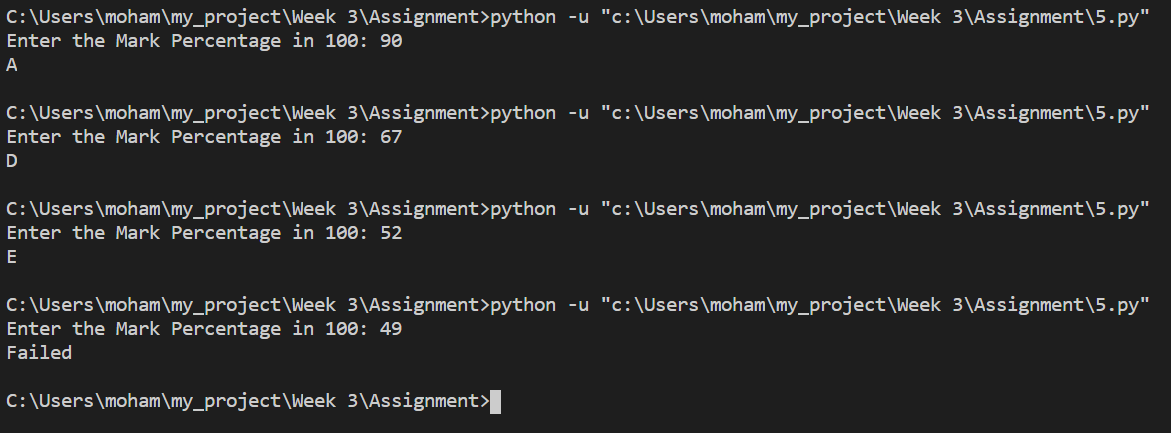 C:\Users\moham\my_project\Week 3\Assignment>python -u "c:\Users\moham\my_project\Week 3\Assignment\5.py"
Enter the Mark Percentage in 100: 90
A
C:\Users\moham\my_project\Week 3\Assignment>python -u "c:\Users\moham\my_project\Week 3\Assignment\5.py"
Enter the Mark Percentage in 100: 67
D
C:\Users\moham\my_project\Week 3\Assignment>python -u "c:\Users\moham\my_project\Week 3\Assignment\5.py"
Enter the Mark Percentage in 100: 52
E
C:\Users\moham\my_project\Week 3\Assignment>python -u "c:\Users\moham\my_project\Week 3\Assignment\5.py"
Enter the Mark Percentage in 100: 49
Failed
C:\Users\moham\my_project\Week 3\Assignment>